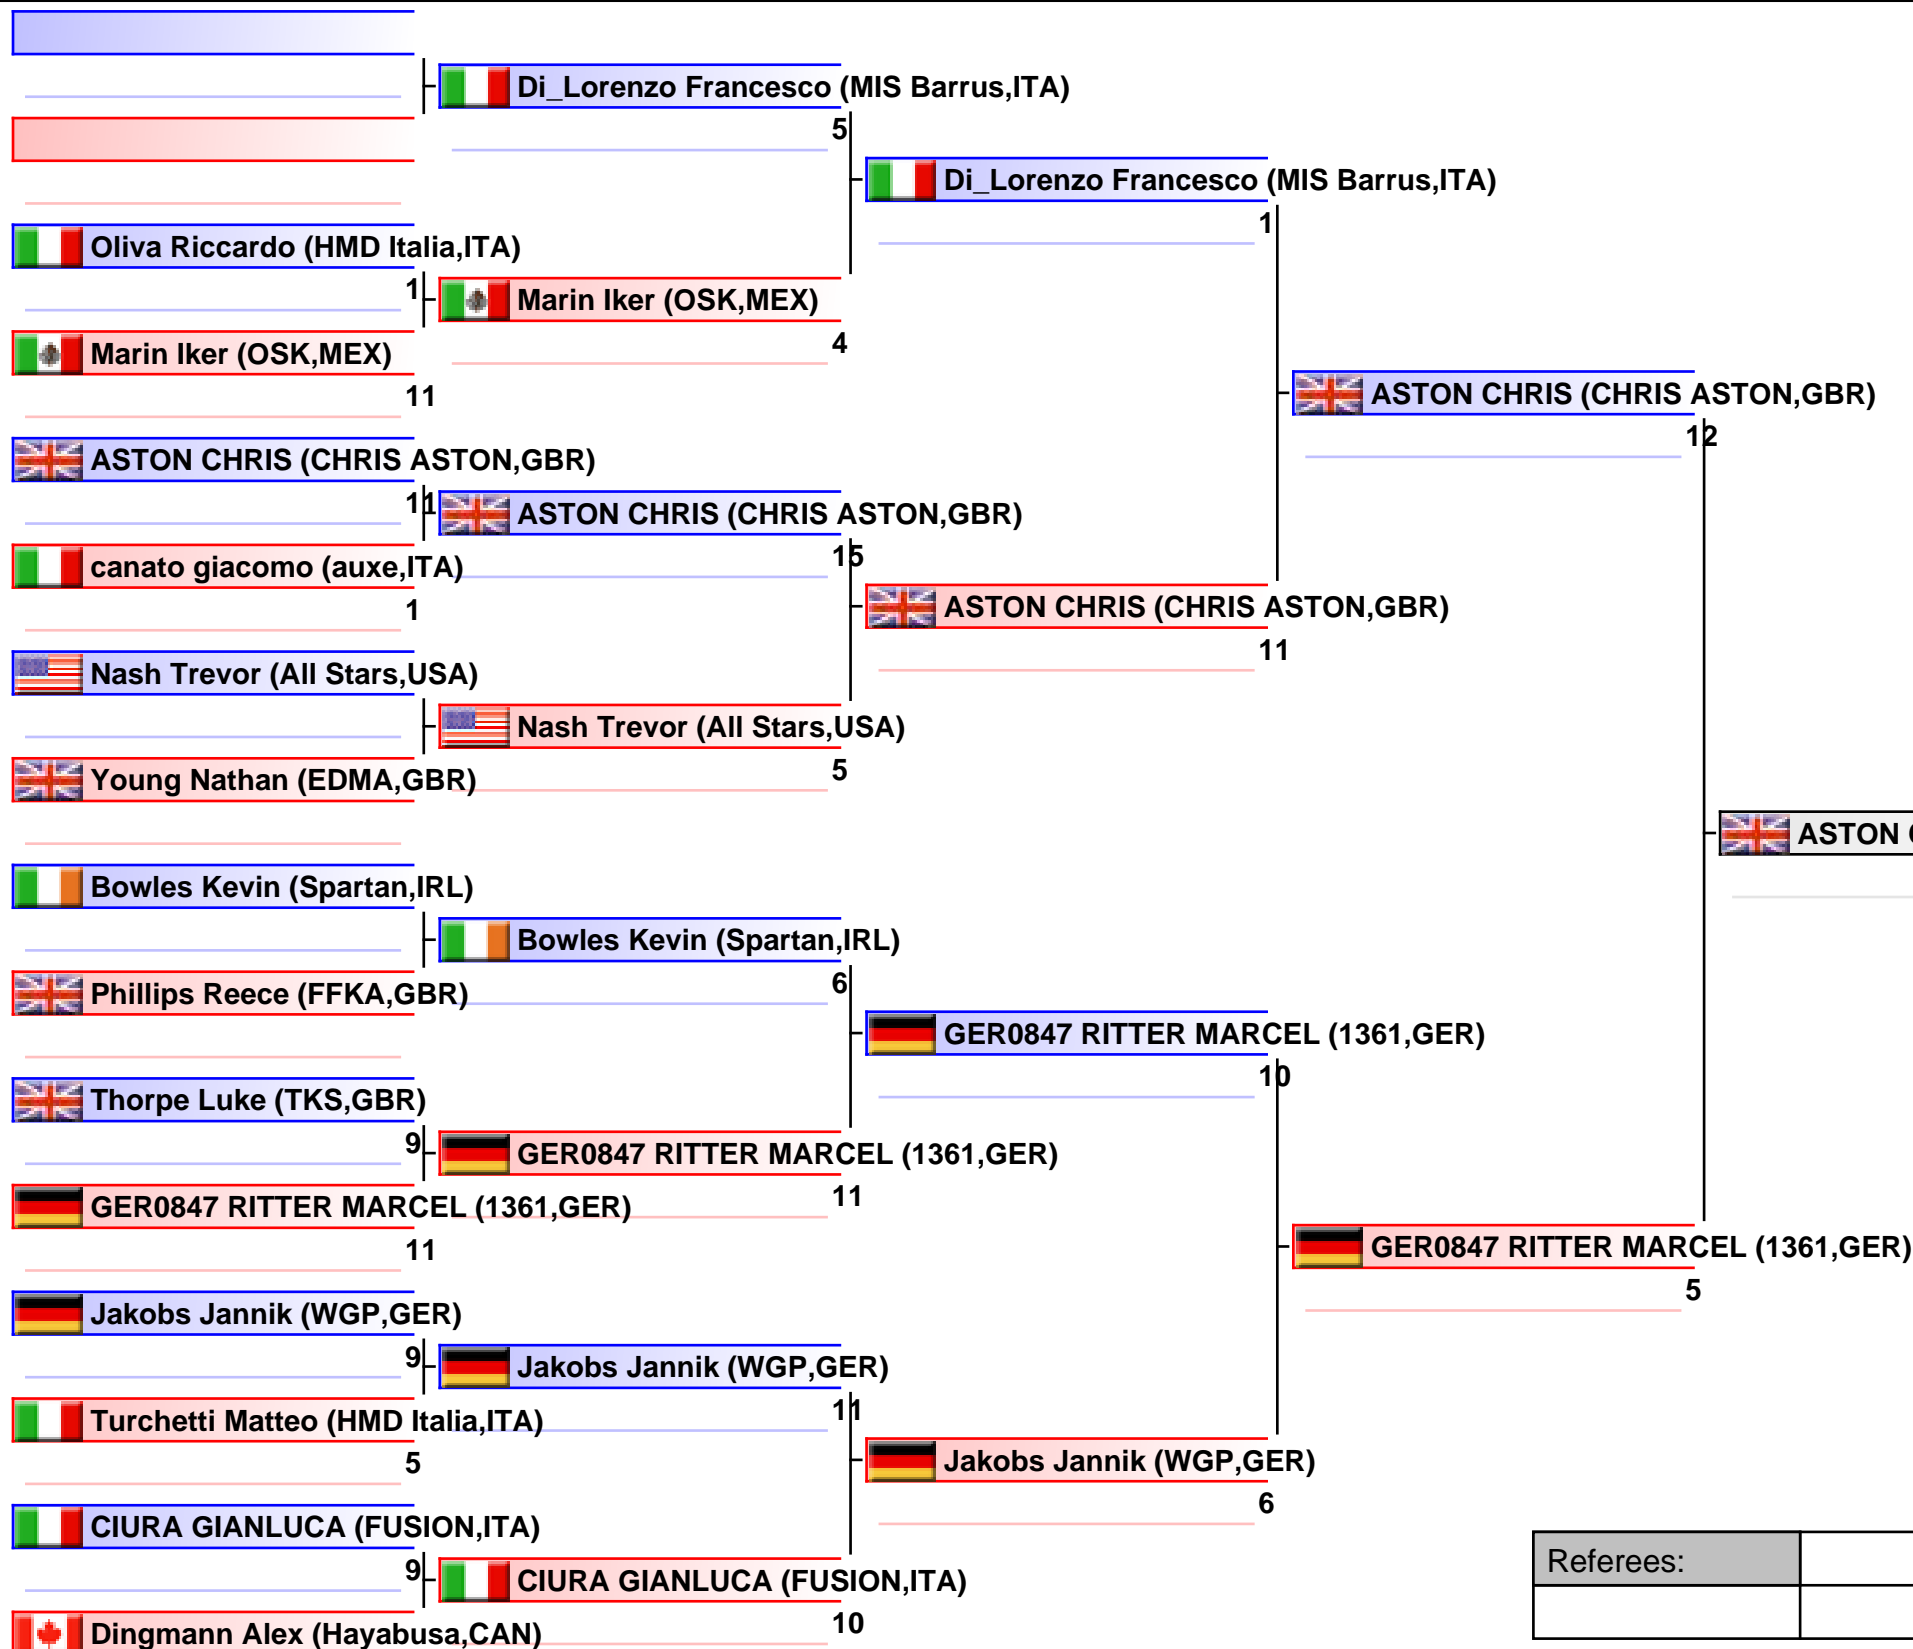 Di_Lorenzo Francesco (MIS Barrus,ITA)
5
Di_Lorenzo Francesco (MIS Barrus,ITA)
1
Oliva Riccardo (HMD Italia,ITA)
1
Marin Iker (OSK,MEX)
4
Marin Iker (OSK,MEX)
11
ASTON CHRIS (CHRIS ASTON,GBR)
12
ASTON CHRIS (CHRIS ASTON,GBR)
11
ASTON CHRIS (CHRIS ASTON,GBR)
15
canato giacomo (auxe,ITA)
1
ASTON CHRIS (CHRIS ASTON,GBR)
11
Nash Trevor (All Stars,USA)
Nash Trevor (All Stars,USA)
5
Young Nathan (EDMA,GBR)
ASTON
Bowles Kevin (Spartan,IRL)
Bowles Kevin (Spartan,IRL)
6
Phillips Reece (FFKA,GBR)
GER0847 RITTER MARCEL (1361,GER)
10
Thorpe Luke (TKS,GBR)
9
GER0847 RITTER MARCEL (1361,GER)
11
GER0847 RITTER MARCEL (1361,GER)
11
GER0847 RITTER MARCEL (1361,GER)
5
Jakobs Jannik (WGP,GER)
9
Jakobs Jannik (WGP,GER)
11
Turchetti Matteo (HMD Italia,ITA)
5
Jakobs Jannik (WGP,GER)
6
CIURA GIANLUCA (FUSION,ITA)
9
CIURA GIANLUCA (FUSION,ITA)
10
Dingmann Alex (Hayabusa,CAN)
Referees: